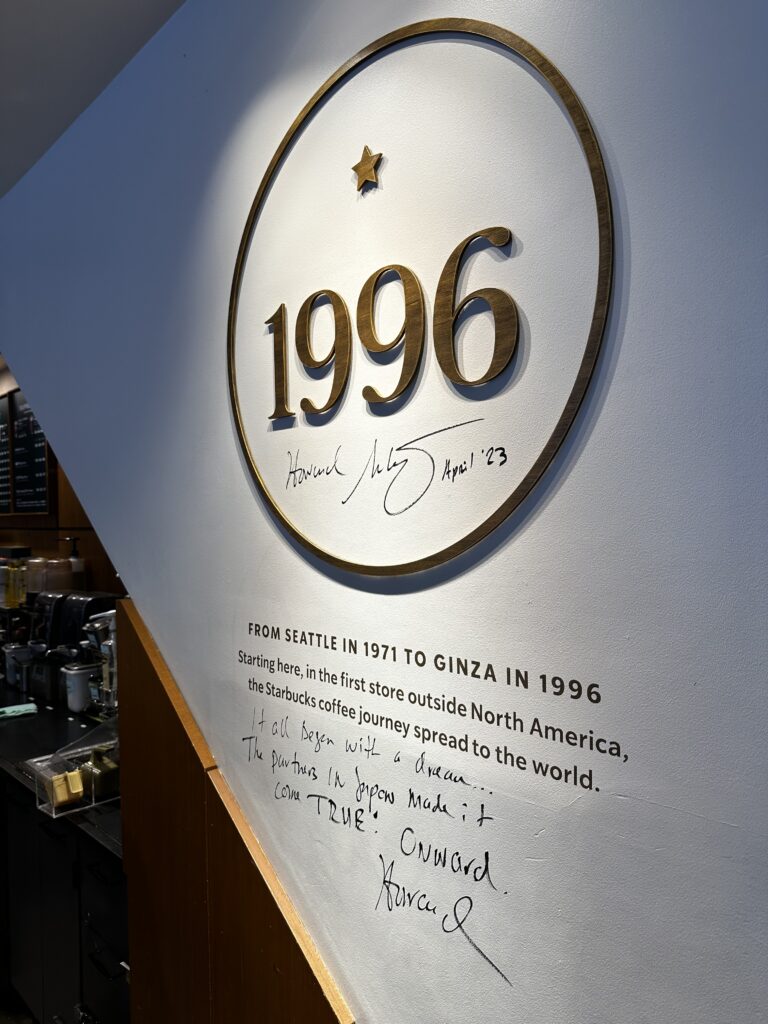 1996
Howard Schultz April '23
FROM SEATTLE IN 1971 TO GINZA IN 1996
Starting here, in the first store outside North America,
the Starbucks coffee journey spread to the world.
It all began with a dream...
The partners in Japan made it
come TRUE! Onward.
Howard